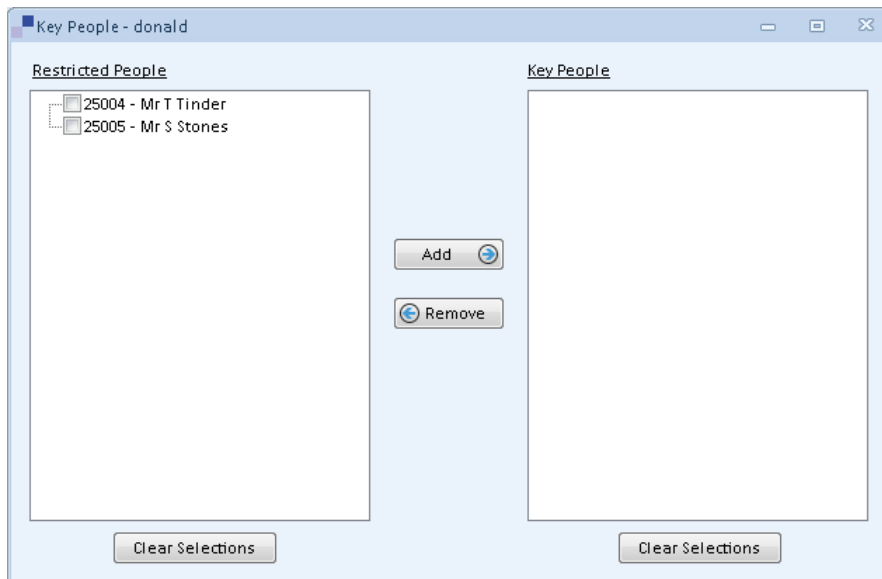 Key People - donald
Restricted People
25004 - Mr T Tinder
25005 - Mr S Stones
Key People
Add
Remove
Clear Selections
Clear Selections